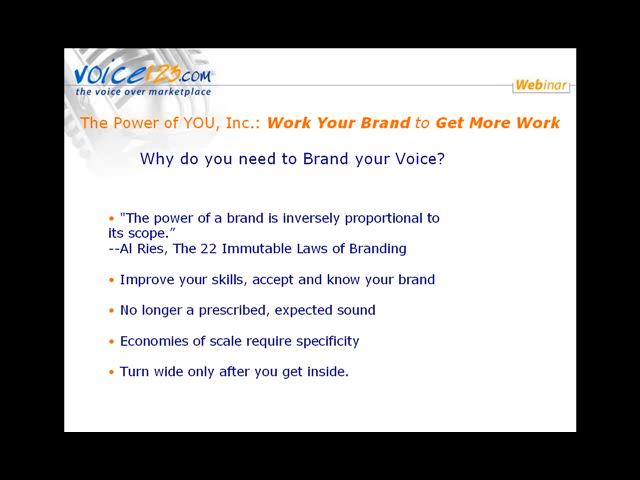 voice123.com
the voice over marketplace
Webinar
The Power of YOU, Inc.: Work Your Brand to Get More Work
Why do you need to Brand your Voice?
• "The power of a brand is inversely proportional to
its scope.”
--Al Ries, The 22 Immutable Laws of Branding
• Improve your skills, accept and know your brand
• No longer a prescribed, expected sound
• Economies of scale require specificity
• Turn wide only after you get inside.